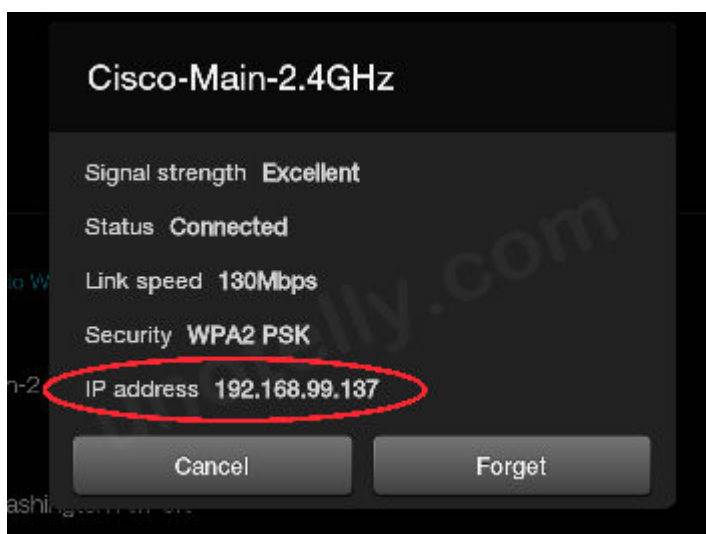 Cisco-Main-2.4GHz
Signal strength Excellent
Status Connected
Link speed 130Mbps
Security WPA2 PSK
IP address 192.168.99.137
Cancel Forget